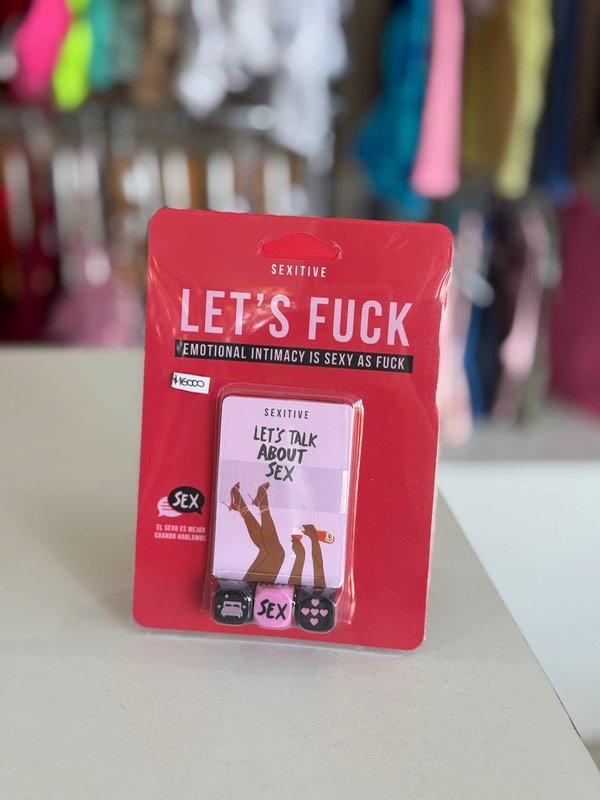 SEXITIVE
LET'S FUCK
EMOTIONAL INTIMACY IS SEXY AS FUCK
$16000
SEXITIVE
LET'S TALK
ABOUT
SEX
SEX
EL SEXO ES MEJOR
CUANDO HABLAMOS
SEX